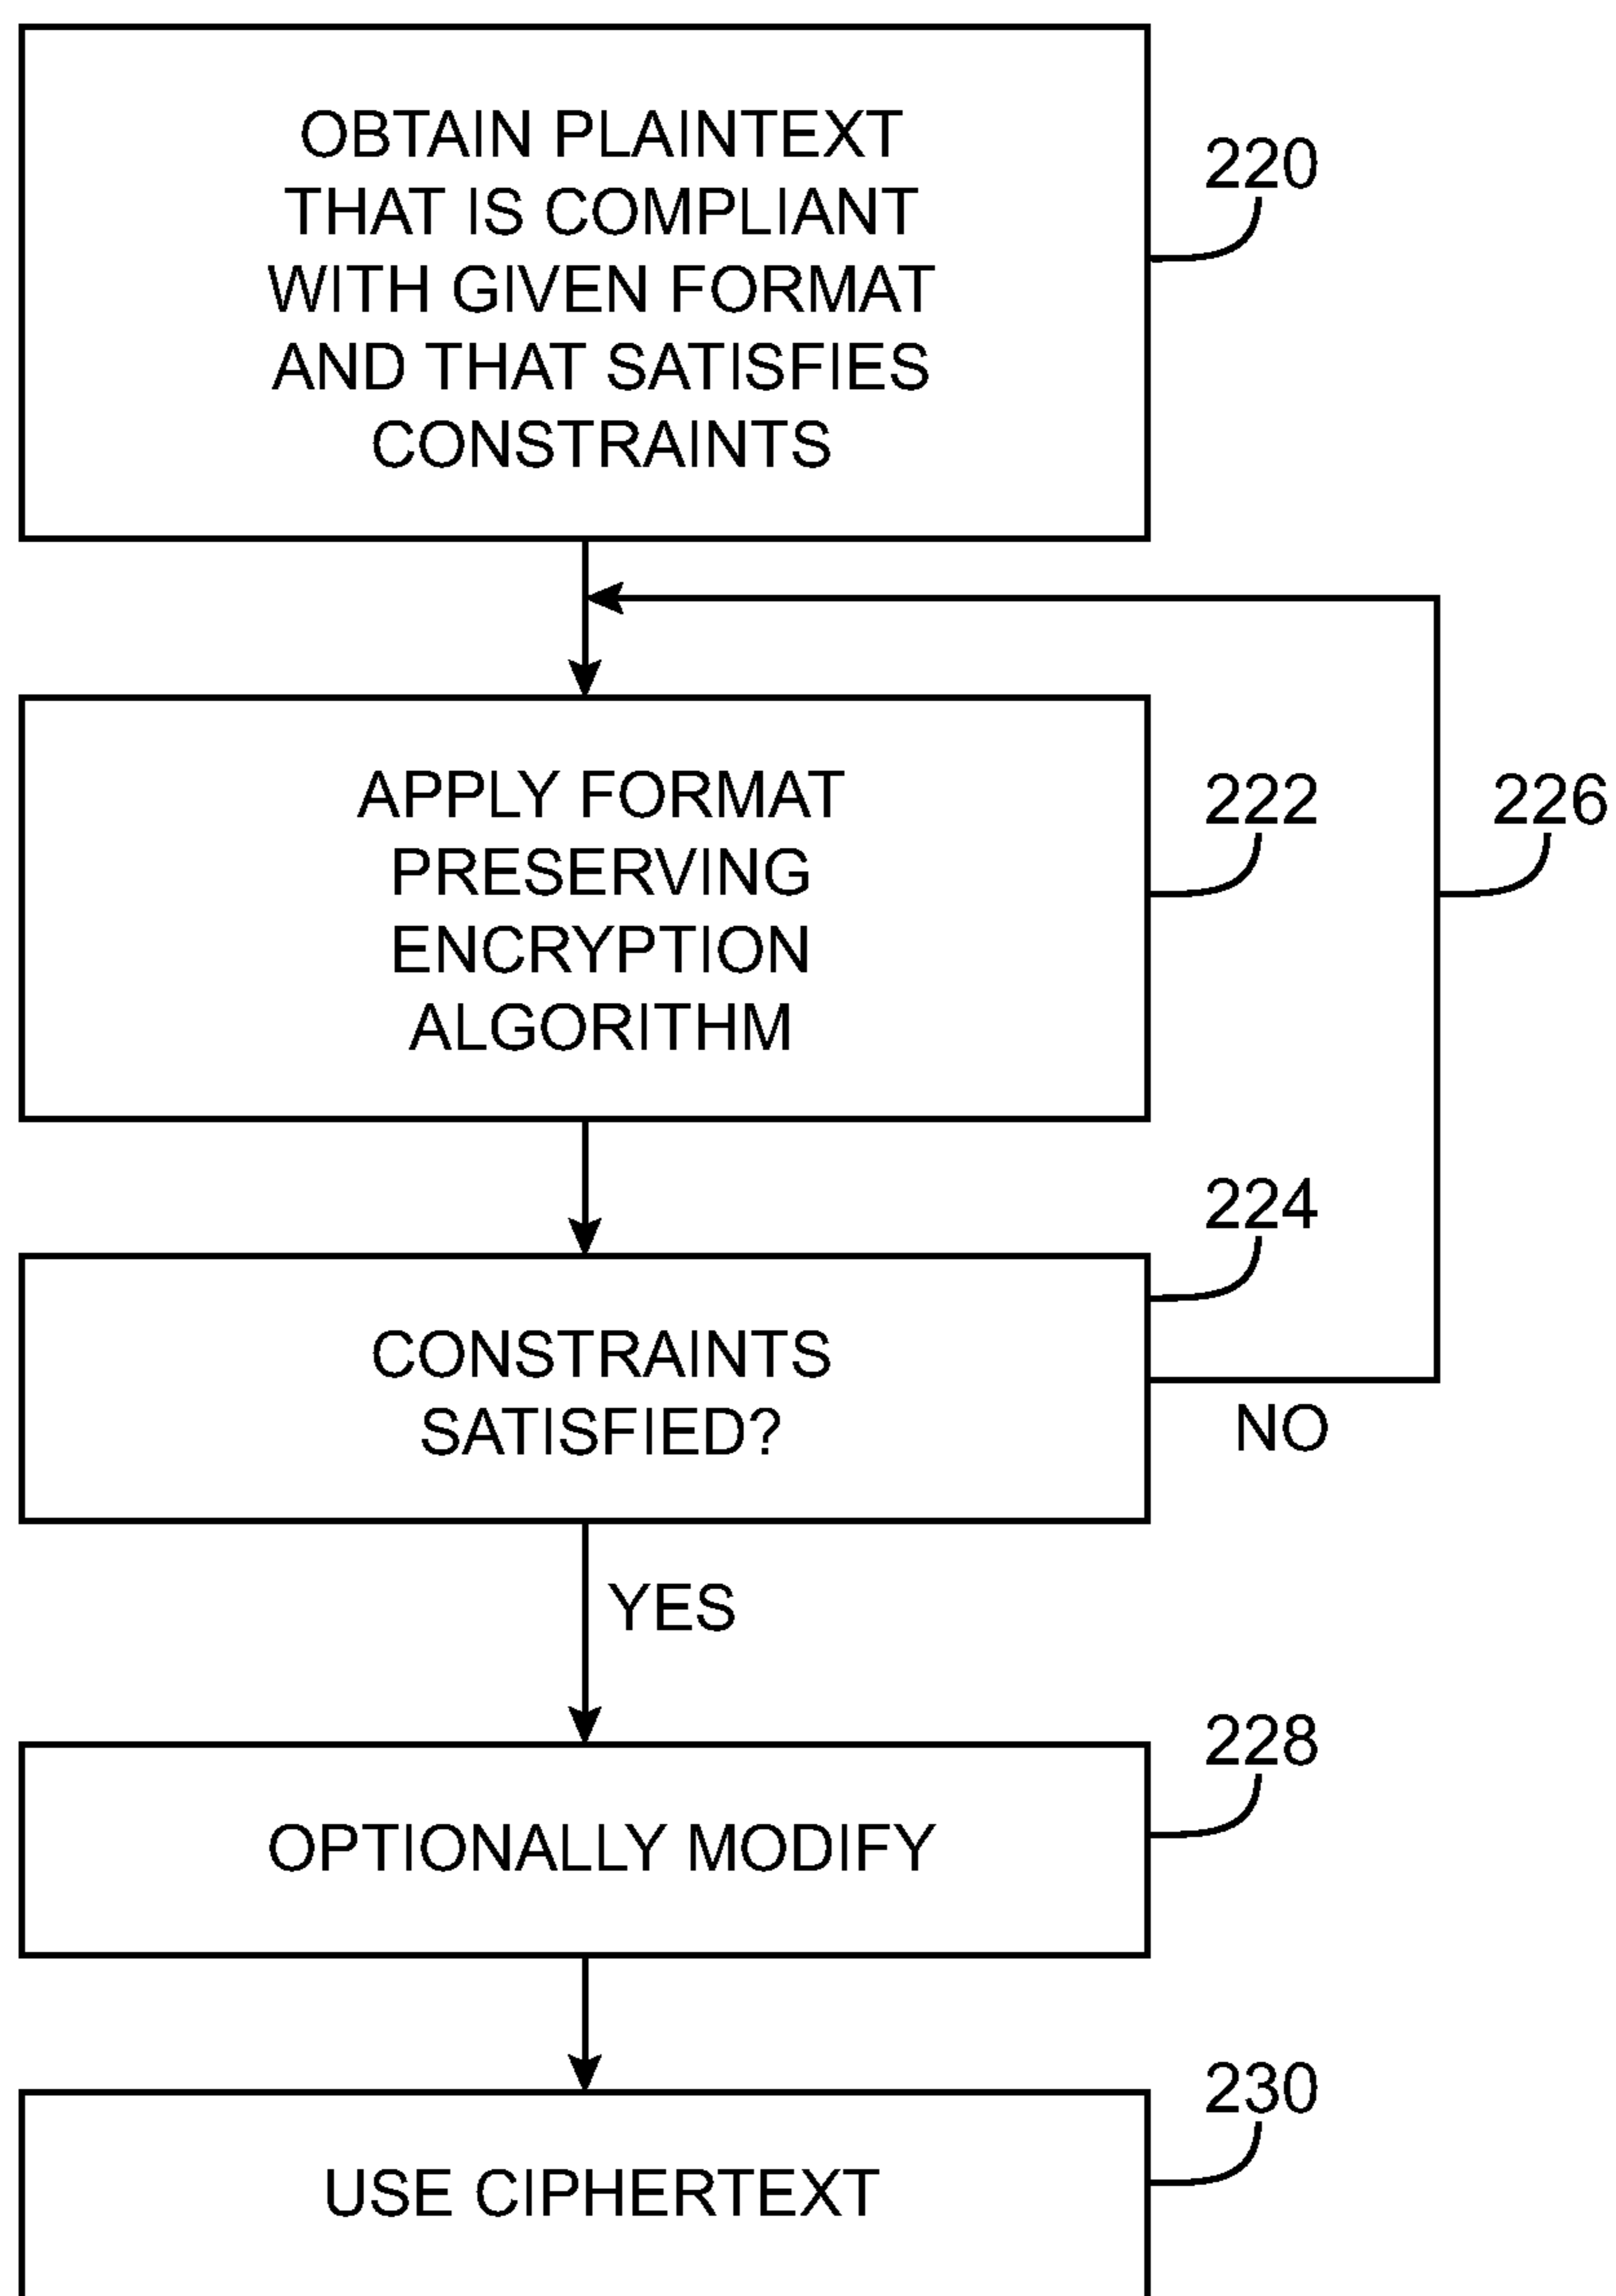 OBTAIN PLAINTEXT
THAT IS COMPLIANT
WITH GIVEN FORMAT
AND THAT SATISFIES
CONSTRAINTS
220
APPLY FORMAT
PRESERVING
ENCRYPTION
ALGORITHM
222
226
224
CONSTRAINTS
SATISFIED?
NO
YES
228
OPTIONALLY MODIFY
230
USE CIPHERTEXT